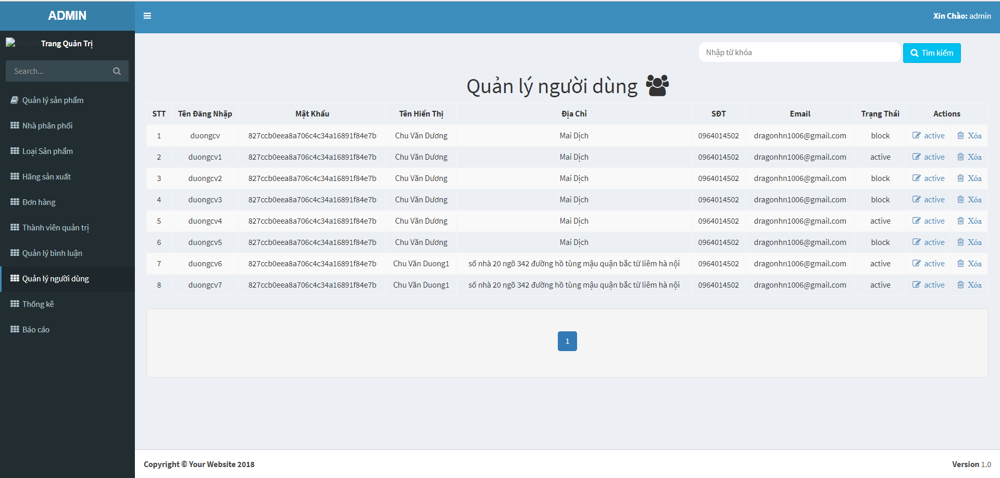 ADMIN
Xin Chào: admin
Trang Quản Trị
Search...
Quản lý sản phẩm
Nhà phân phối
Loại Sản phẩm
Hãng sản xuất
Đơn hàng
Thành viên quản trị
Quản lý bình luận
Quản lý người dùng
Thống kê
Báo cáo
Nhập từ khóa
Tìm kiếm
Quản lý người dùng
STT Tên Đăng Nhập Mật Khẩu Tên Hiển Thị Địa Chỉ SĐT Email Trạng Thái Actions
1 duongcv 827ccb0eea8a706c4c34a16891f84e7b Chu Văn Dương Mai Dịch 0964014502 dragonhn1006@gmail.com block active Xóa
2 duongcv1 827ccb0eea8a706c4c34a16891f84e7b Chu Văn Dương Mai Dịch 0964014502 dragonhn1006@gmail.com active active Xóa
3 duongcv2 827ccb0eea8a706c4c34a16891f84e7b Chu Văn Dương Mai Dịch 0964014502 dragonhn1006@gmail.com block active Xóa
4 duongcv3 827ccb0eea8a706c4c34a16891f84e7b Chu Văn Dương Mai Dịch 0964014502 dragonhn1006@gmail.com block active Xóa
5 duongcv4 827ccb0eea8a706c4c34a16891f84e7b Chu Văn Dương Mai Dịch 0964014502 dragonhn1006@gmail.com active active Xóa
6 duongcv5 827ccb0eea8a706c4c34a16891f84e7b Chu Văn Dương Mai Dịch 0964014502 dragonhn1006@gmail.com block active Xóa
7 duongcv6 827ccb0eea8a706c4c34a16891f84e7b Chu Văn Duong1 số nhà 20 ngõ 342 đường hồ tùng mậu quận bắc từ liêm hà nội 0964014502 dragonhn1006@gmail.com active active Xóa
8 duongcv7 827ccb0eea8a706c4c34a16891f84e7b Chu Văn Duong1 số nhà 20 ngõ 342 đường hồ tùng mậu quận bắc từ liêm hà nội 0964014502 dragonhn1006@gmail.com active active Xóa
1
Copyright © Your Website 2018
Version 1.0